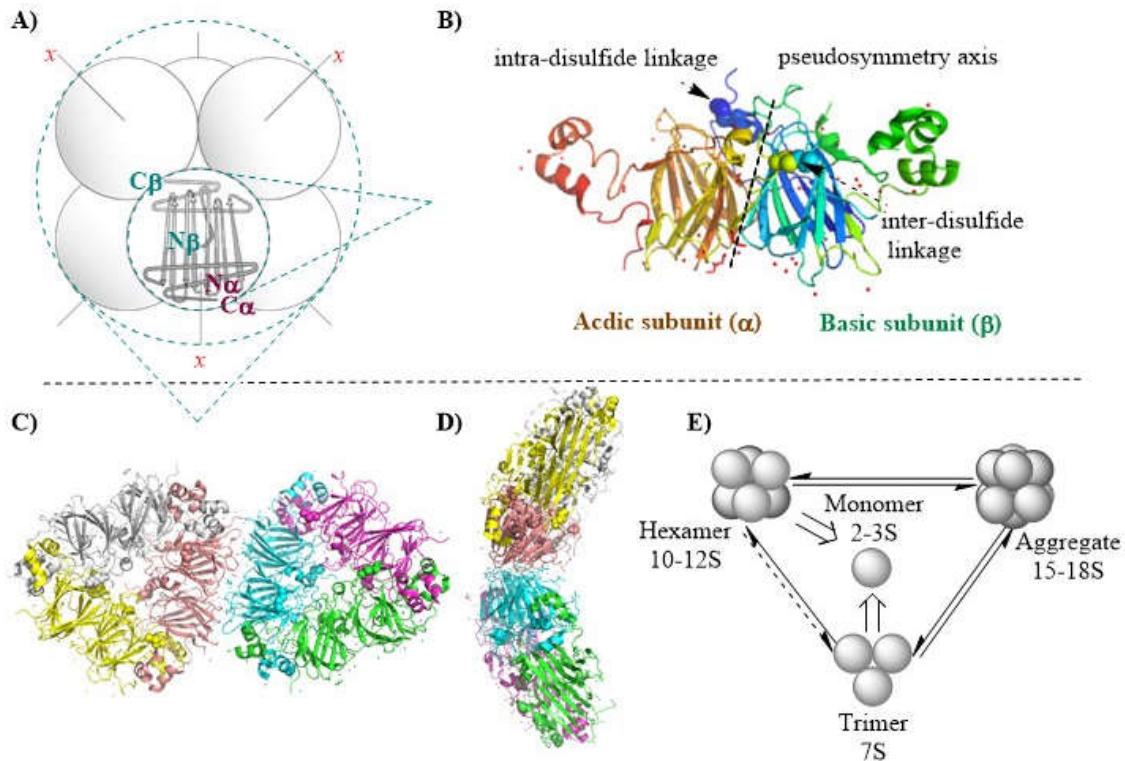 A)
x
x
Cβ
Nβ
Nα
Cα
x
B)
intra-disulfide linkage
pseudosymmetry axis
inter-disulfide
linkage
Acdic subunit (α)
Basic subunit (β)
C)
D)
E)
Monomer
2-3S
Hexamer
10-12S
Aggregate
15-18S
Trimer
7S